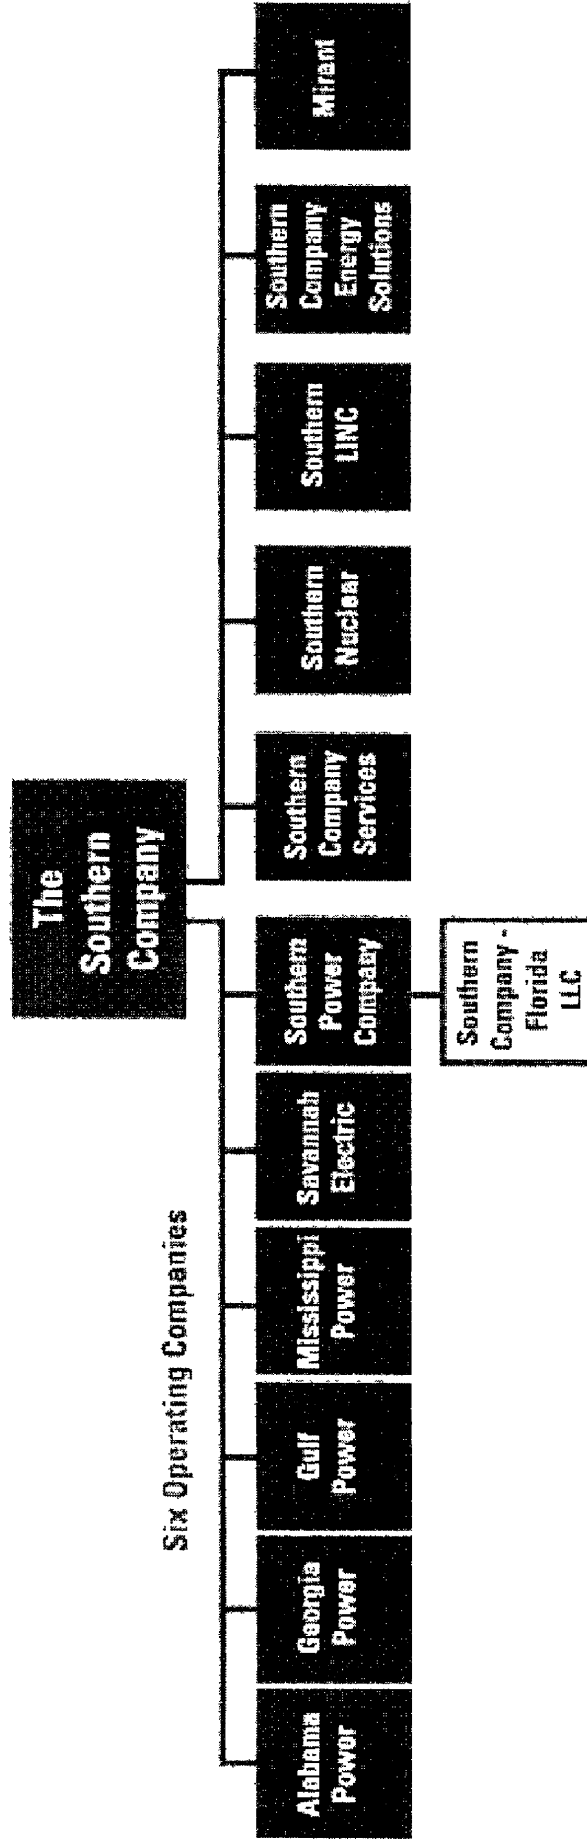 The
Southern
Company
Six Operating Companies
Alabama
Power
Georgia
Power
Gulf
Power
Mississippi
Power
Savannah
Electric
Southern
Power
Company
Southern
Company
Services
Southern
Nuclear
Southern
LINC
Southern
Company
Energy
Solutions
Mirant
Southern
Company -
Florida
LLC